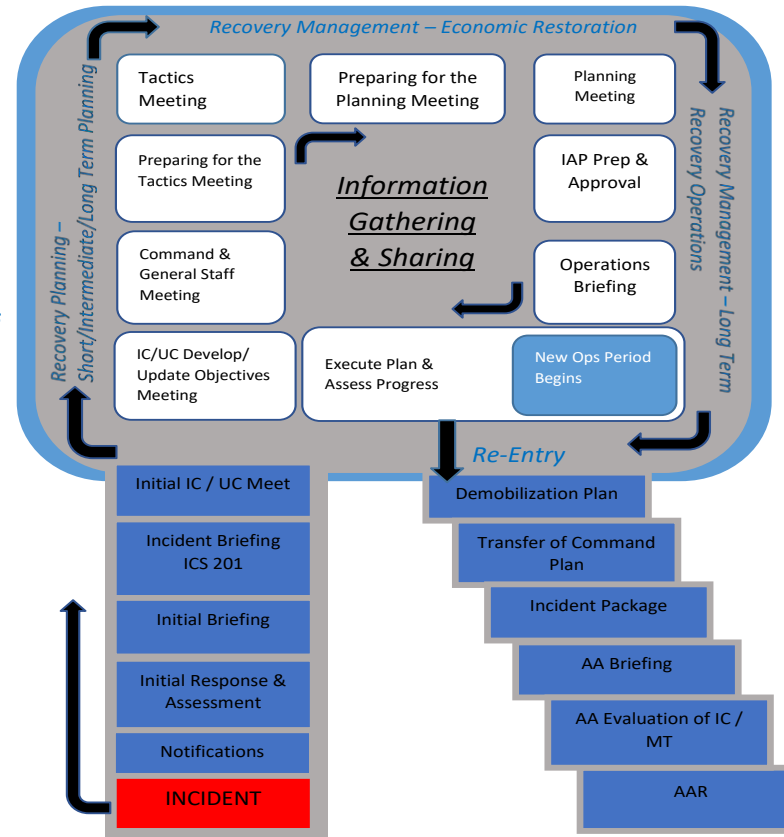 Recovery Management – Economic Restoration
Recovery Planning –
Short/Intermediate/Long Term Planning
Tactics
Meeting
Preparing for the
Planning Meeting
Planning
Meeting
Preparing for the
Tactics Meeting
Information
Gathering
& Sharing
IAP Prep &
Approval
Recovery Management – Long Term
Recovery Operations
Command &
General Staff
Meeting
Operations
Briefing
IC/UC Develop/
Update Objectives
Meeting
Execute Plan &
Assess Progress
New Ops Period
Begins
Re-Entry
Initial IC / UC Meet
Incident Briefing
ICS 201
Initial Briefing
Initial Response &
Assessment
Notifications
INCIDENT
Demobilization Plan
Transfer of Command
Plan
Incident Package
AA Briefing
AA Evaluation of IC /
MT
AAR